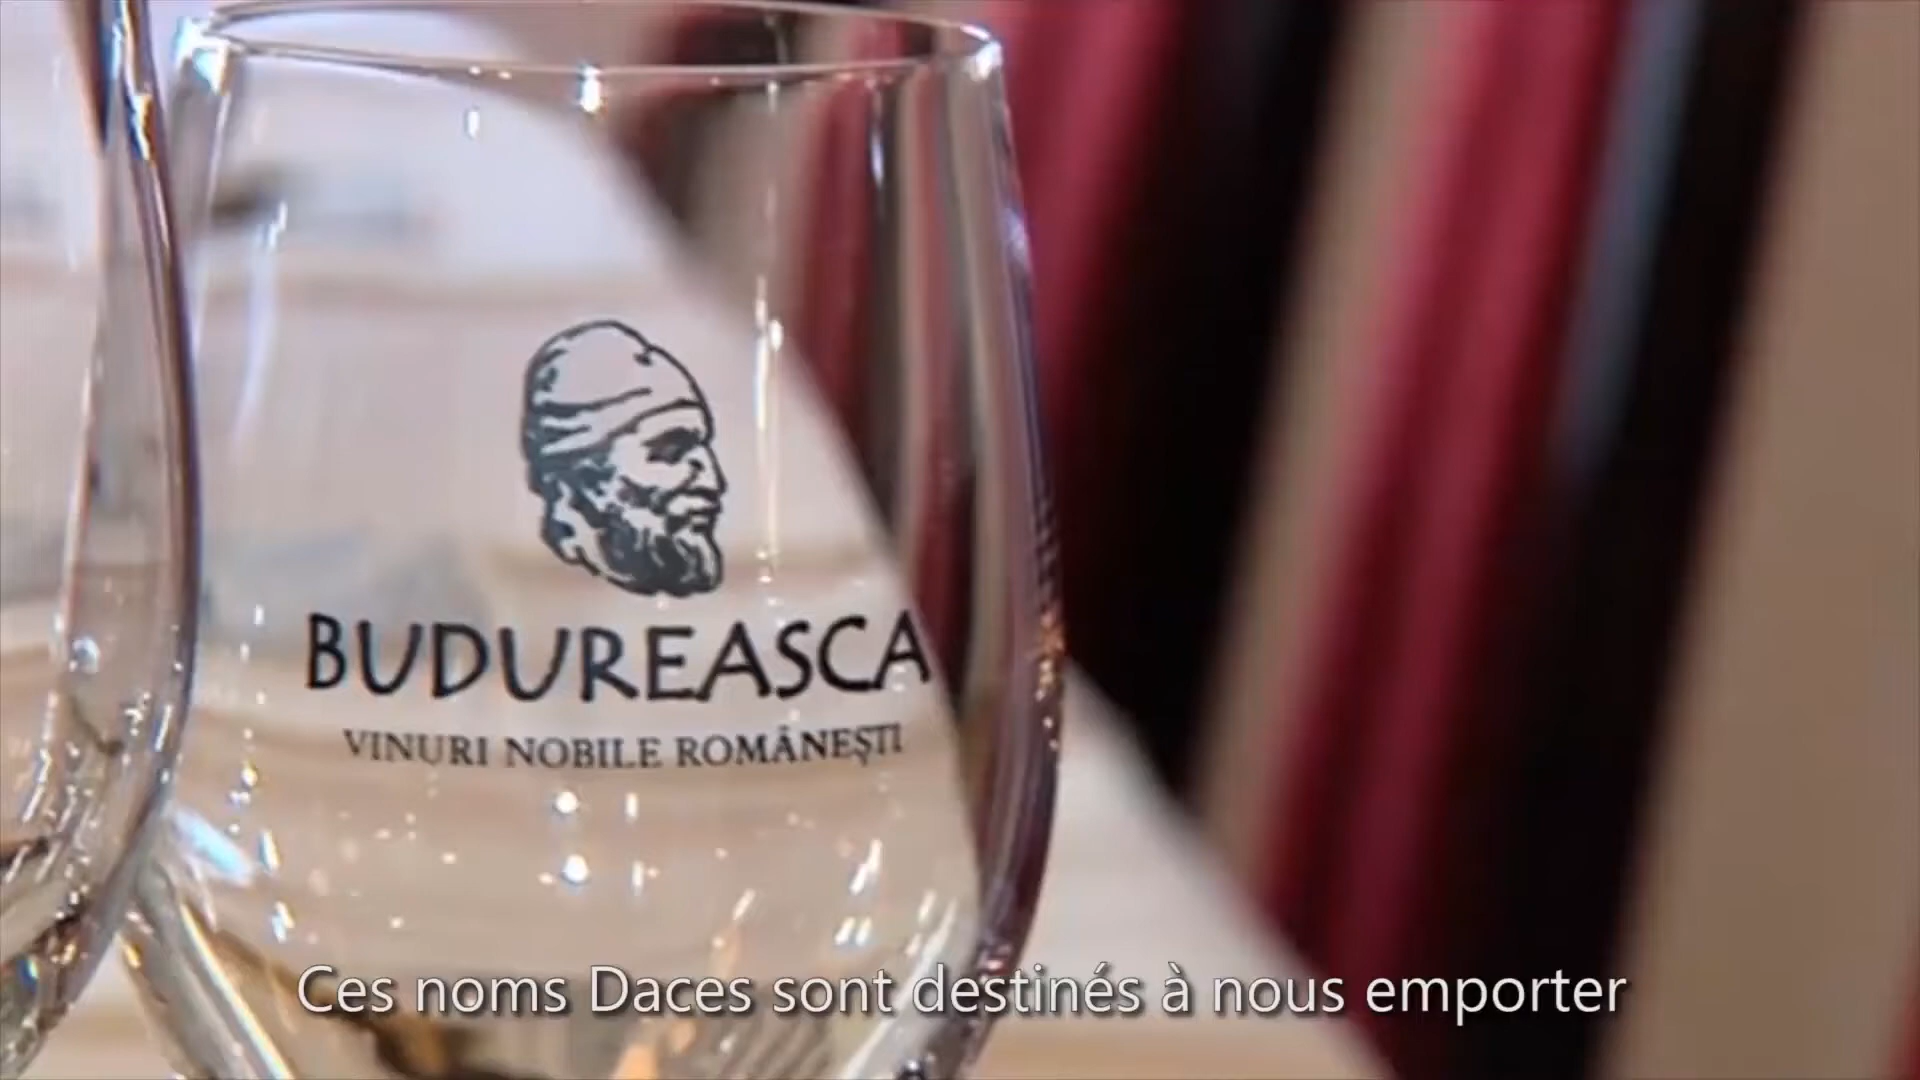 BUDUREASCA
VINURI NOBILE ROMÂNEȘTI
Ces noms Daces sont destinés à nous emporter